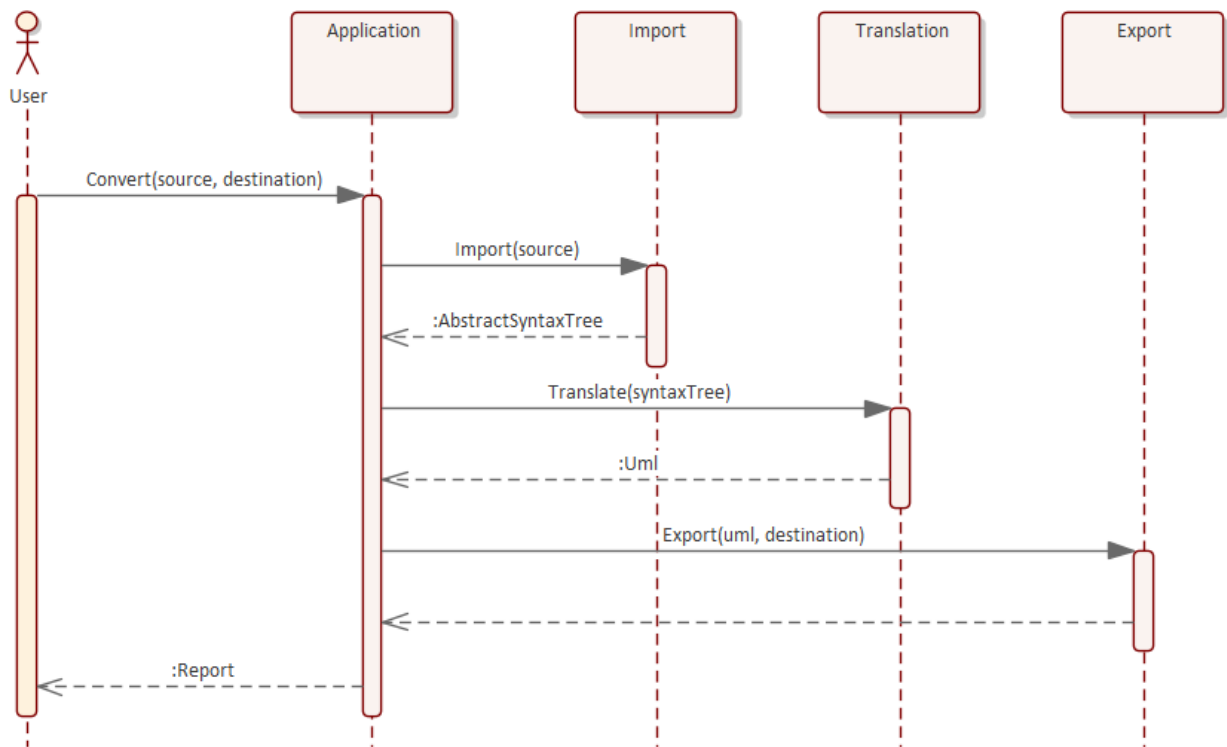 Application
Import
Translation
Export
User
Convert(source, destination)
Import(source)
:AbstractSyntaxTree
Translate(syntaxTree)
:Uml
Export(uml, destination)
:Report